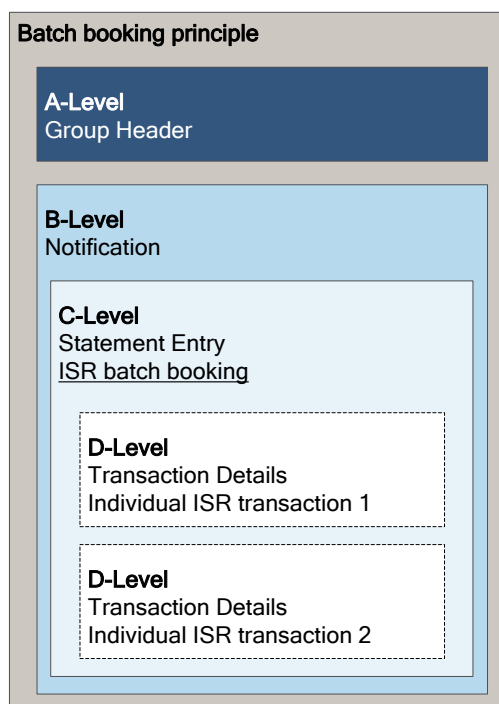 Batch booking principle
A-Level
Group Header
B-Level
Notification
C-Level
Statement Entry
ISR batch booking
D-Level
Transaction Details
Individual ISR transaction 1
D-Level
Transaction Details
Individual ISR transaction 2